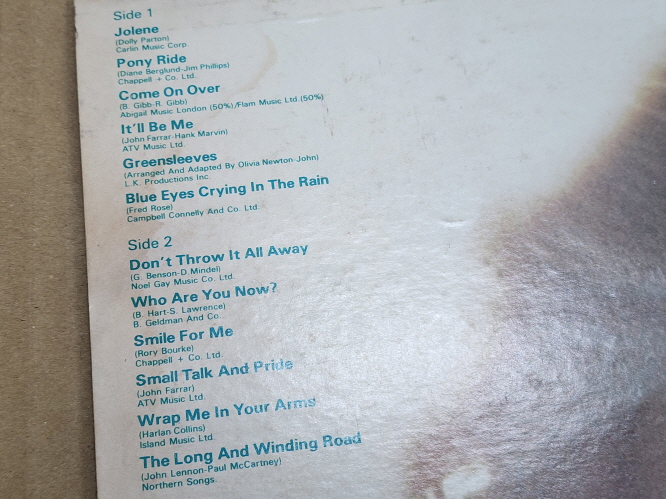 Side 1
Jolene
(Dolly Parton)
Carlin Music Corp.
Pony Ride
(Diane Berglund-Jim Phillips)
Chappell + Co. Ltd.
Come On Over
(B. Gibb-R. Gibb)
Abigail Music London (50%)/Flam Music Ltd.(50%)
It'll Be Me
(John Farrar-Hank Marvin)
ATV Music Ltd.
Greensleeves
(Arranged And Adapted By Olivia Newton-John)
L.K. Productions Inc.
Blue Eyes Crying In The Rain
(Fred Rose)
Campbell Connelly And Co. Ltd.
Side 2
Don't Throw It All Away
(G. Benson-D.Mindel)
Noel Gay Music Co. Ltd.
Who Are You Now?
(B. Hart-S. Lawrence)
B. Geldman And Co.
Smile For Me
(Rory Bourke)
Chappell + Co. Ltd.
Small Talk And Pride
(John Farrar)
ATV Music Ltd.
Wrap Me In Your Arms
(Harlan Collins)
Island Music Ltd.
The Long And Winding Road
(John Lennon-Paul McCartney)
Northern Songs.